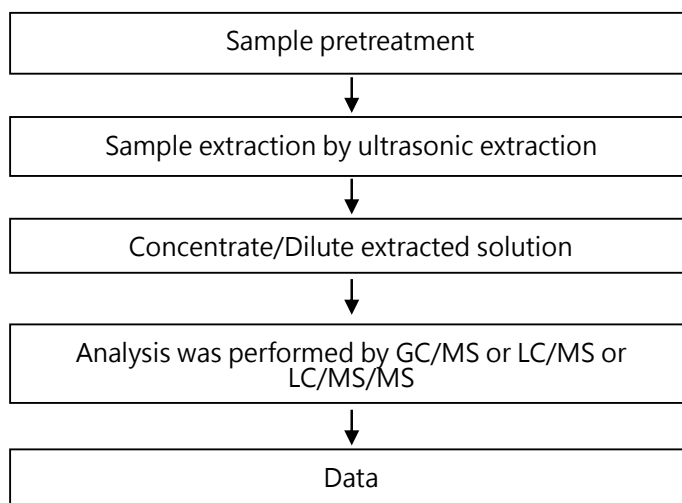 Sample pretreatment
Sample extraction by ultrasonic extraction
Concentrate/Dilute extracted solution
Analysis was performed by GC/MS or LC/MS or
LC/MS/MS
Data